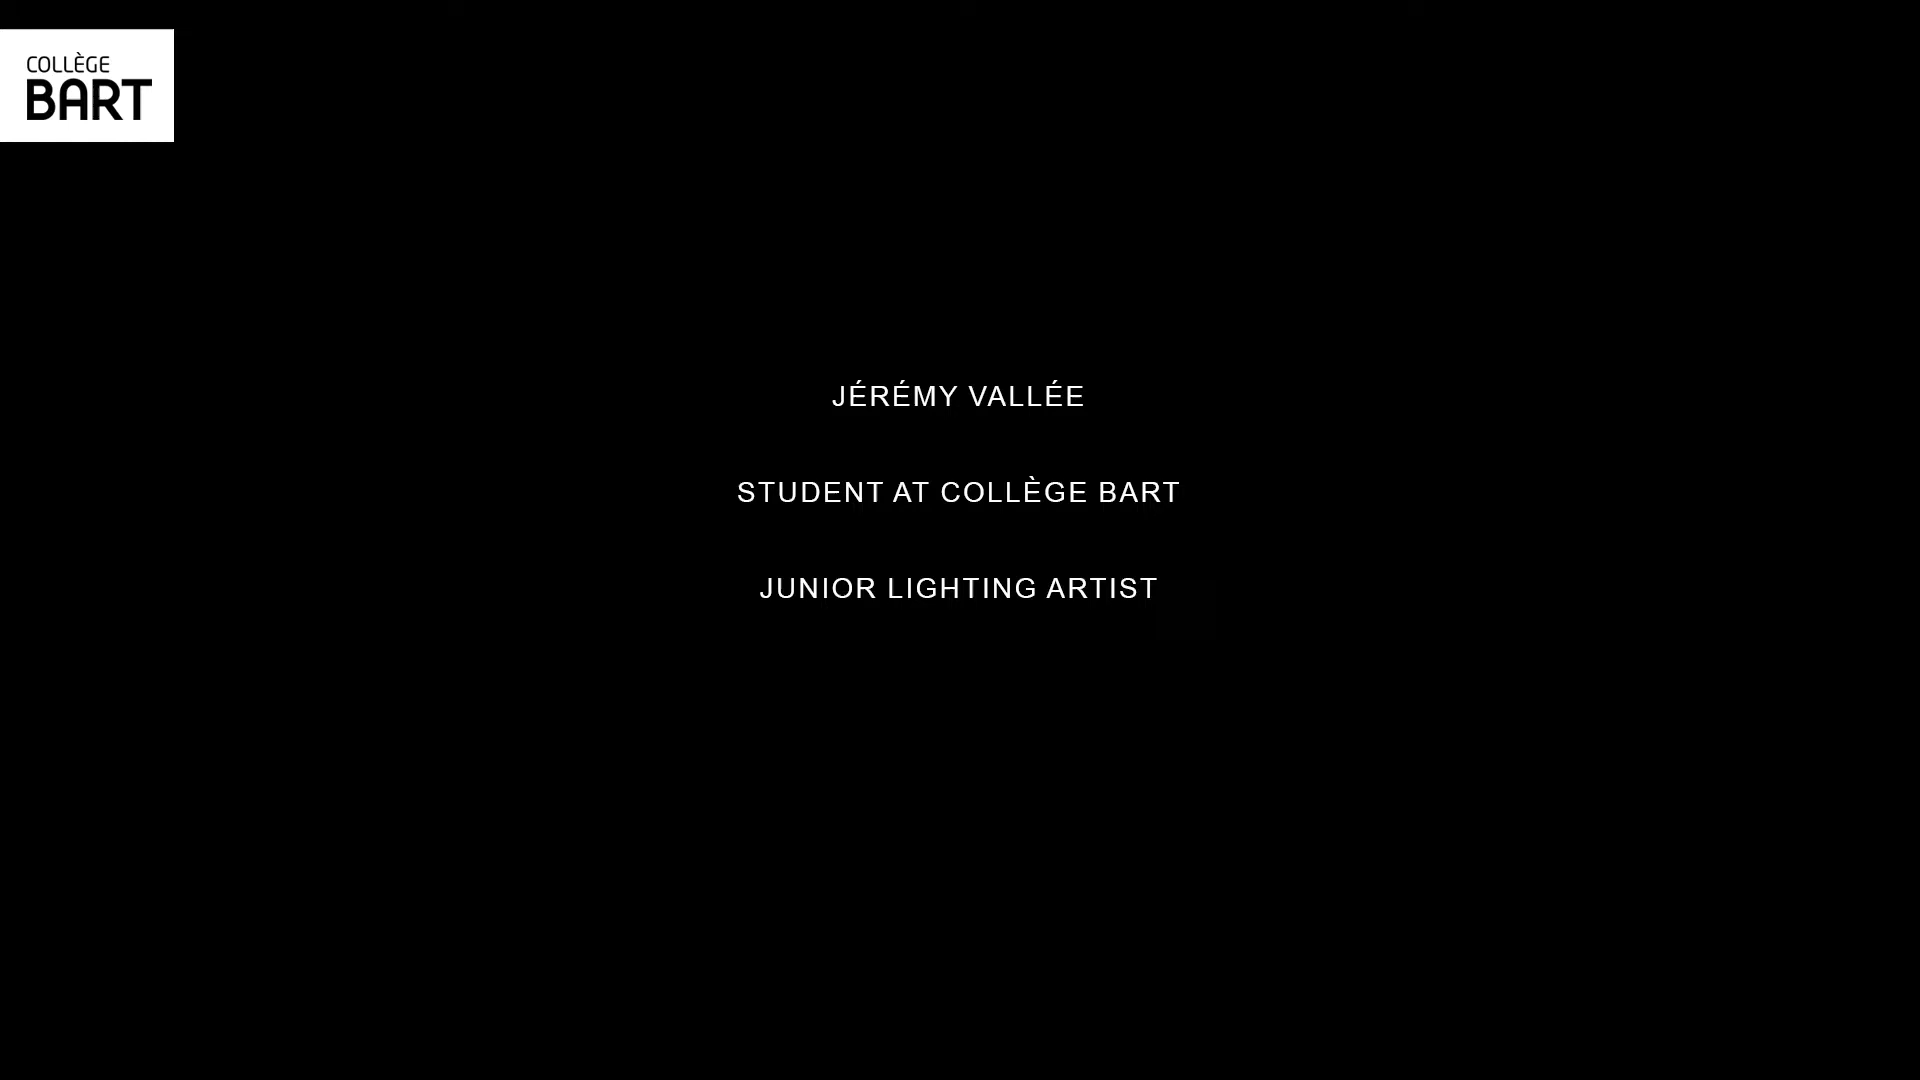 COLLÈGE
BART
JÉRÉMY VALLÉE
STUDENT AT COLLÈGE BART
JUNIOR LIGHTING ARTIST